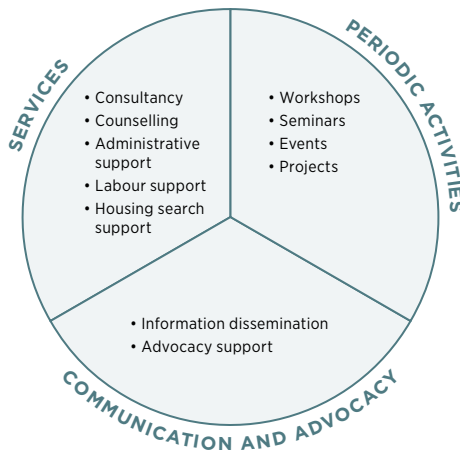 SERVICES
• Consultancy
• Counselling
• Administrative
support
• Labour support
• Housing search
support
PERIODIC ACTIVITIES
• Workshops
• Seminars
• Events
• Projects
• Information dissemination
• Advocacy support
COMMUNICATION AND ADVOCACY